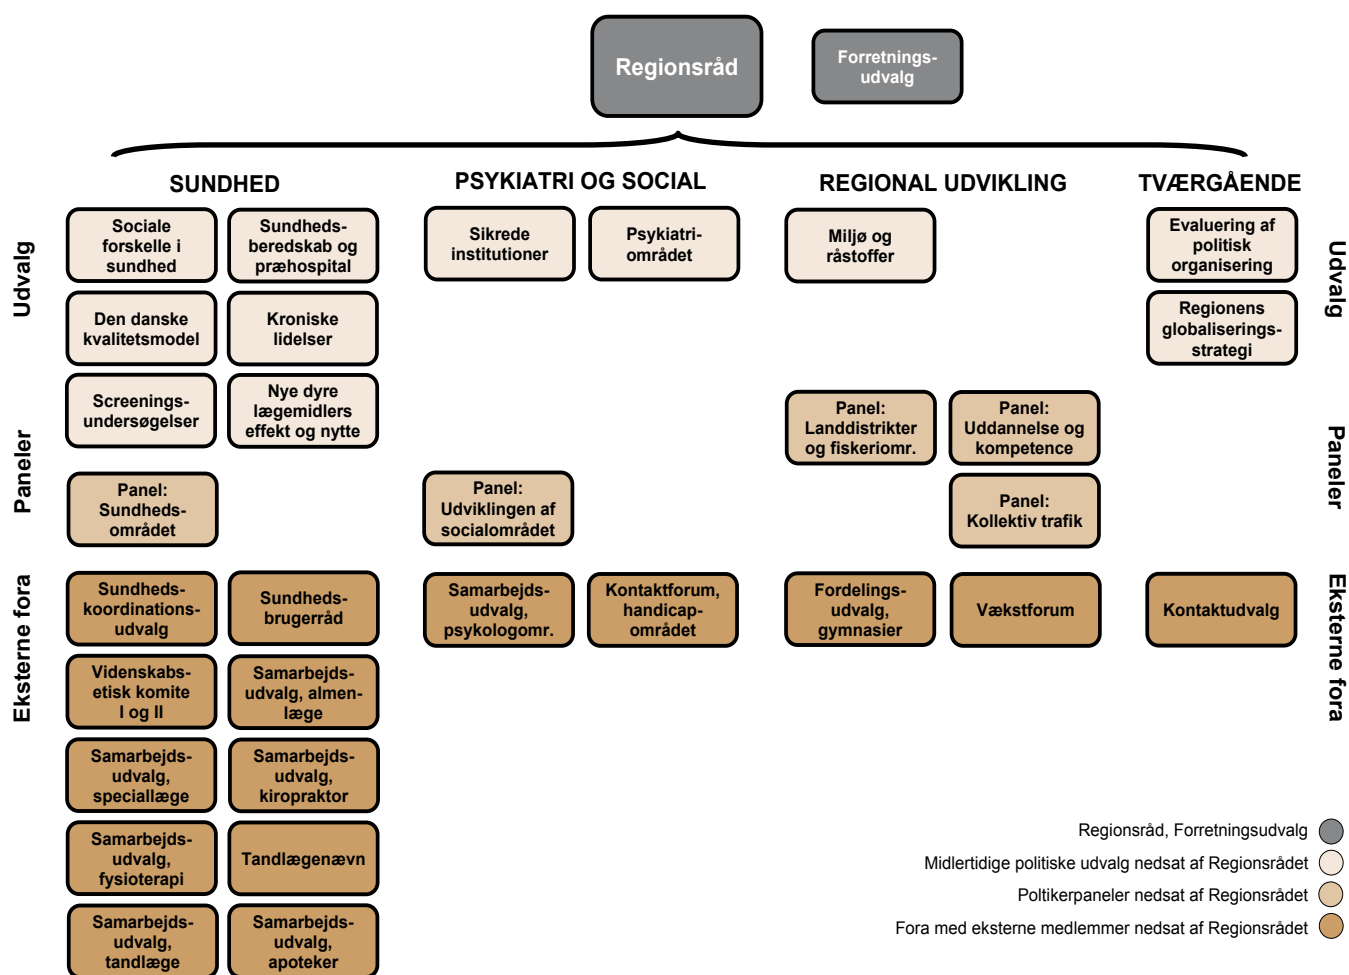 Regionsråd
Forretnings-
udvalg
SUNDHED
PSYKIATRI OG SOCIAL
REGIONAL UDVIKLING
TVÆRGÅENDE
Udvalg
Sociale
forskelle i
sundhed
Sundheds-
beredskab og
præhospital
Sikrede
institutioner
Psykiatri-
området
Miljø og
råstoffer
Evaluering af
politisk
organisering
Udvalg
Den danske
kvalitetsmodel
Kroniske
lidelser
Regionens
globaliserings-
strategi
Screenings-
undersøgelser
Nye dyre
lægemidlers
effekt og nytte
Paneler
Panel:
Landdistrikter
og fiskeriomr.
Panel:
Uddannelse og
kompetence
Paneler
Panel:
Sundheds-
området
Panel:
Udviklingen af
socialområdet
Panel:
Kollektiv trafik
Eksterne fora
Sundheds-
koordinations-
udvalg
Sundheds-
brugerråd
Samarbejds-
udvalg,
psykologomr.
Kontaktforum,
handicap-
området
Fordelings-
udvalg,
gymnasier
Vækstforum
Kontaktudvalg
Eksterne fora
Videnskabs-
etisk komite
I og II
Samarbejds-
udvalg, almen-
læge
Samarbejds-
udvalg,
speciallæge
Samarbejds-
udvalg,
kiropraktor
Samarbejds-
udvalg,
fysioterapi
Tandlægenævn
Samarbejds-
udvalg,
tandlæge
Samarbejds-
udvalg,
apoteker
Regionsråd, Forretningsudvalg
Midlertidige politiske udvalg nedsat af Regionsrådet
Poltikerpaneler nedsat af Regionsrådet
Fora med eksterne medlemmer nedsat af Regionsrådet